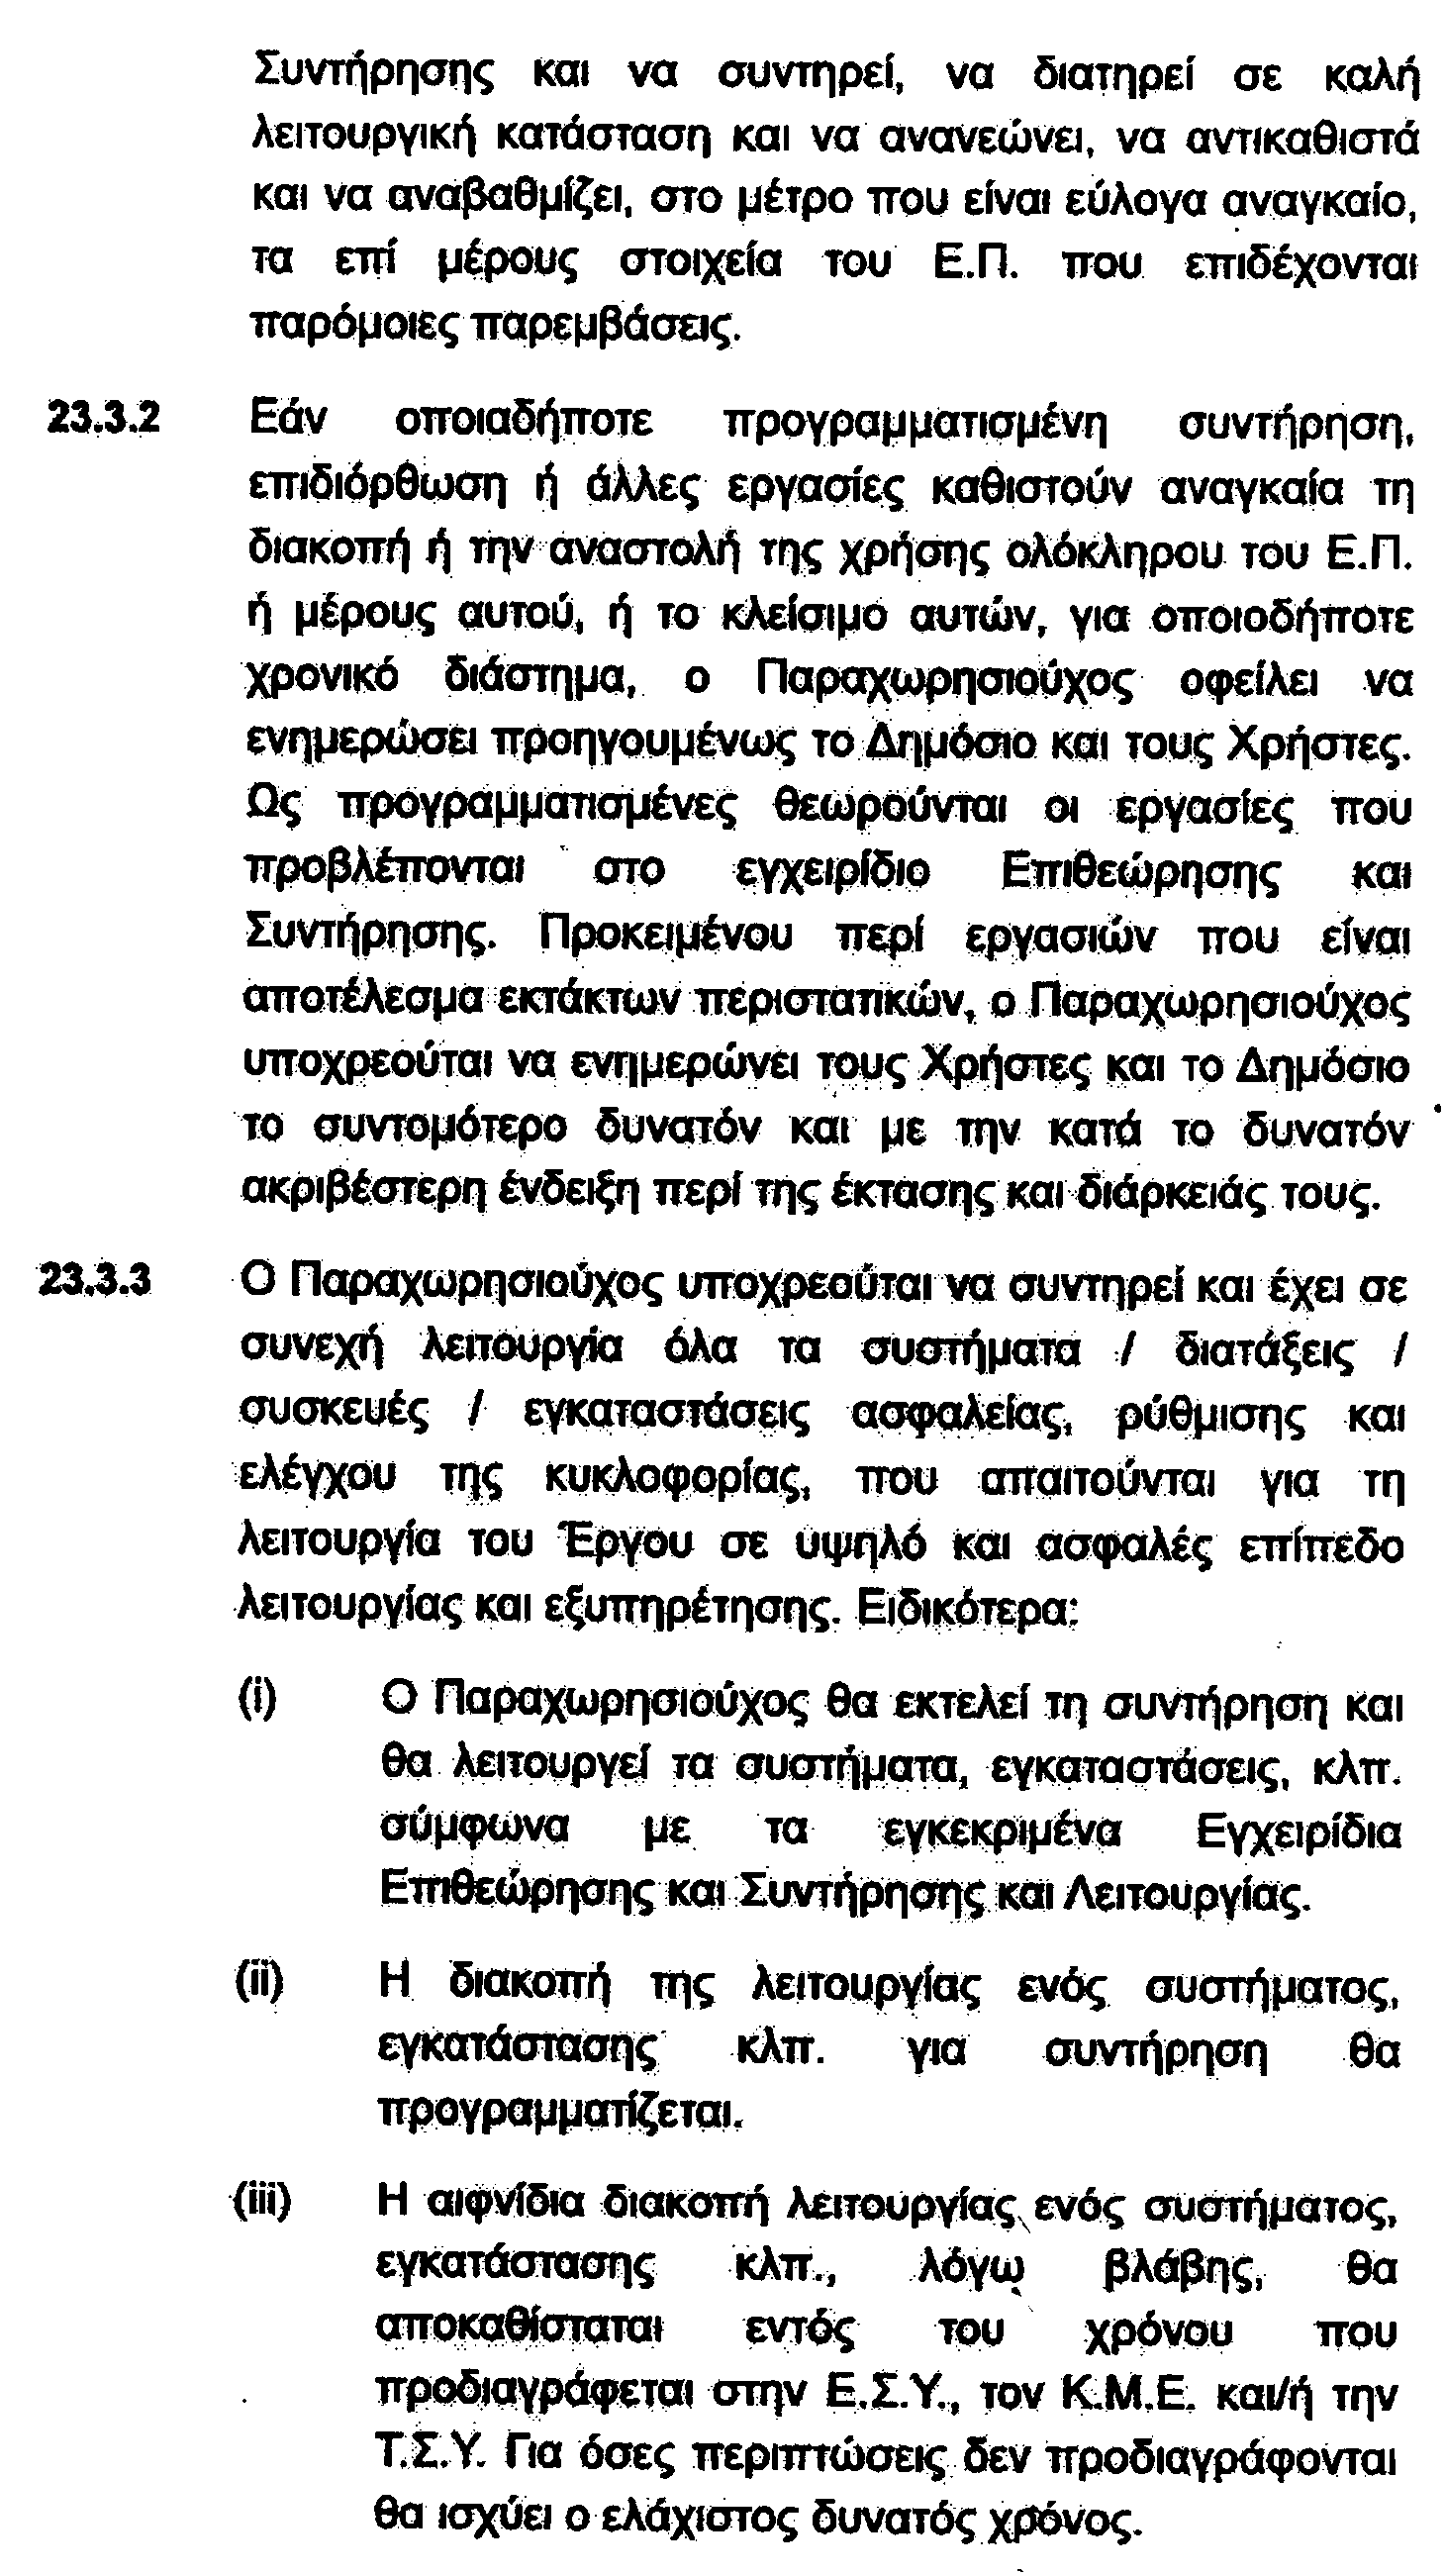 Συντήρησης και να συντηρεί, να διατηρεί σε καλή
λειτουργική κατάσταση και να ανανεώνει, να αντικαθιστά
και να αναβαθμίζει, στο μέτρο που είναι εύλογα αναγκαίο,
τα επί μέρους στοιχεία του Ε.Π. που επιδέχονται
παρόμοιες παρεμβάσεις.
23.3.2 Εάν οποιαδήποτε προγραμματισμένη συντήρηση,
επιδιόρθωση ή άλλες εργασίες καθιστούν αναγκαία τη
διακοπή ή την αναστολή της χρήσης ολόκληρου του Ε.Π.
ή μέρους αυτού, ή το κλείσιμο αυτών, για οποιοδήποτε
χρονικό διάστημα, ο Παραχωρησιούχος οφείλει να
ενημερώσει προηγουμένως το Δημόσιο και τους Χρήστες.
Ως προγραμματισμένες θεωρούνται οι εργασίες που
προβλέπονται στο εγχειρίδιο Επιθεώρησης και
Συντήρησης. Προκειμένου περί εργασιών που είναι
αποτέλεσμα εκτάκτων περιστατικών, ο Παραχωρησιούχος
υποχρεούται να ενημερώνει τους Χρήστες και το Δημόσιο
το συντομότερο δυνατόν και με την κατά το δυνατόν
ακριβέστερη ένδειξη περί της έκτασης και διάρκειάς τους.
23.3.3 Ο Παραχωρησιούχος υποχρεούται να συντηρεί και έχει σε
συνεχή λειτουργία όλα τα συστήματα / διατάξεις /
συσκευές / εγκαταστάσεις ασφαλείας, ρύθμισης και
ελέγχου της κυκλοφορίας, που απαιτούνται για τη
λειτουργία του Έργου σε υψηλό και ασφαλές επίπεδο
λειτουργίας και εξυπηρέτησης. Ειδικότερα:
(i) Ο Παραχωρησιούχος θα εκτελεί τη συντήρηση και
θα λειτουργεί τα συστήματα, εγκαταστάσεις, κλπ.
σύμφωνα με τα εγκεκριμένα Εγχειρίδια
Επιθεώρησης και Συντήρησης και Λειτουργίας.
(ii) Η διακοπή της λειτουργίας ενός συστήματος,
εγκατάστασης κλπ. για συντήρηση θα
προγραμματίζεται.
(iii) Η αιφνίδια διακοπή λειτουργίας ενός συστήματος,
εγκατάστασης κλπ., λόγω βλάβης, θα
αποκαθίσταται εντός του χρόνου που
προδιαγράφεται στην Ε.Σ.Υ., τον Κ.Μ.Ε. και/ή την
Τ.Σ.Υ. Για όσες περιπτώσεις δεν προδιαγράφονται
θα ισχύει ο ελάχιστος δυνατός χρόνος.